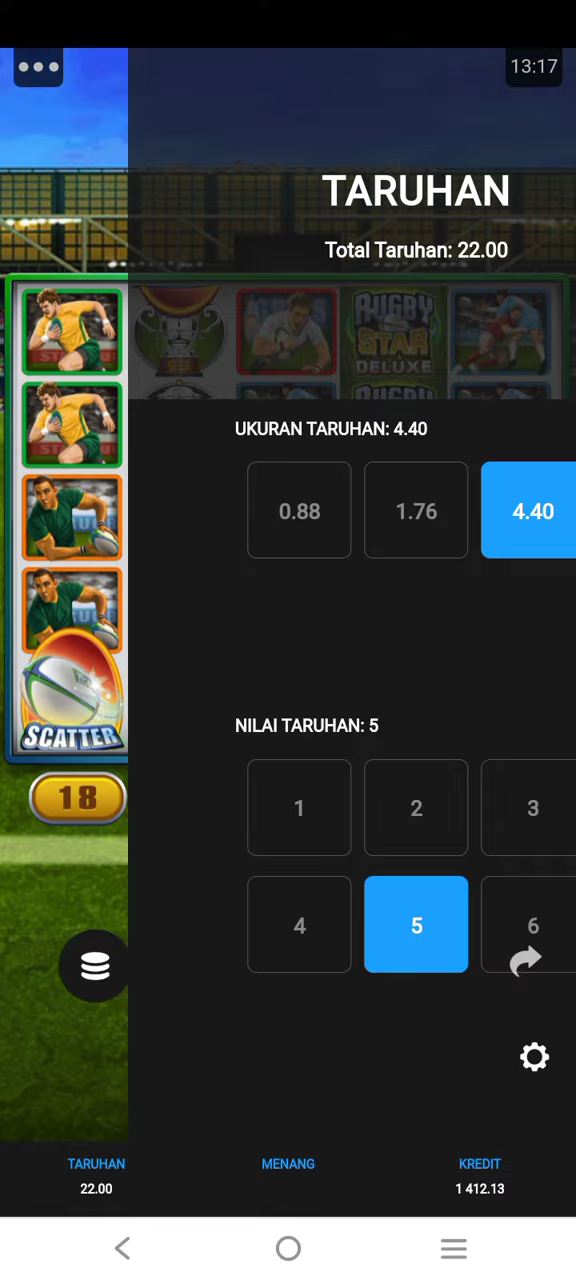 13:17
TARUHAN
Total Taruhan: 22.00
RUGBY
STAR
DELUXE
RUGBY
UKURAN TARUHAN: 4.40
0.88 1.76 4.40
SCATTER
NILAI TARUHAN: 5
18
1 2 3
4 5 6
TARUHAN MENANG KREDIT
22.00 1 412.13